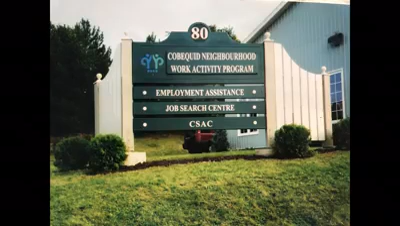 80
COBEQUID NEIGHBOURHOOD
WORK ACTIVITY PROGRAM
EMPLOYMENT ASSISTANCE
JOB SEARCH CENTRE
CSAC